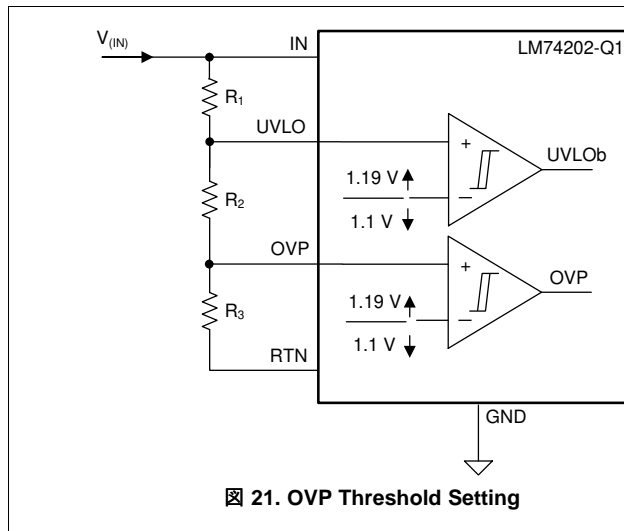 V(IN)
IN
LM74202-Q1
R1
UVLO
UVLOb
+
1.19 V
–
1.1 V
R2
OVP
+
OVP
1.19 V
–
1.1 V
R3
RTN
GND
図 21. OVP Threshold Setting